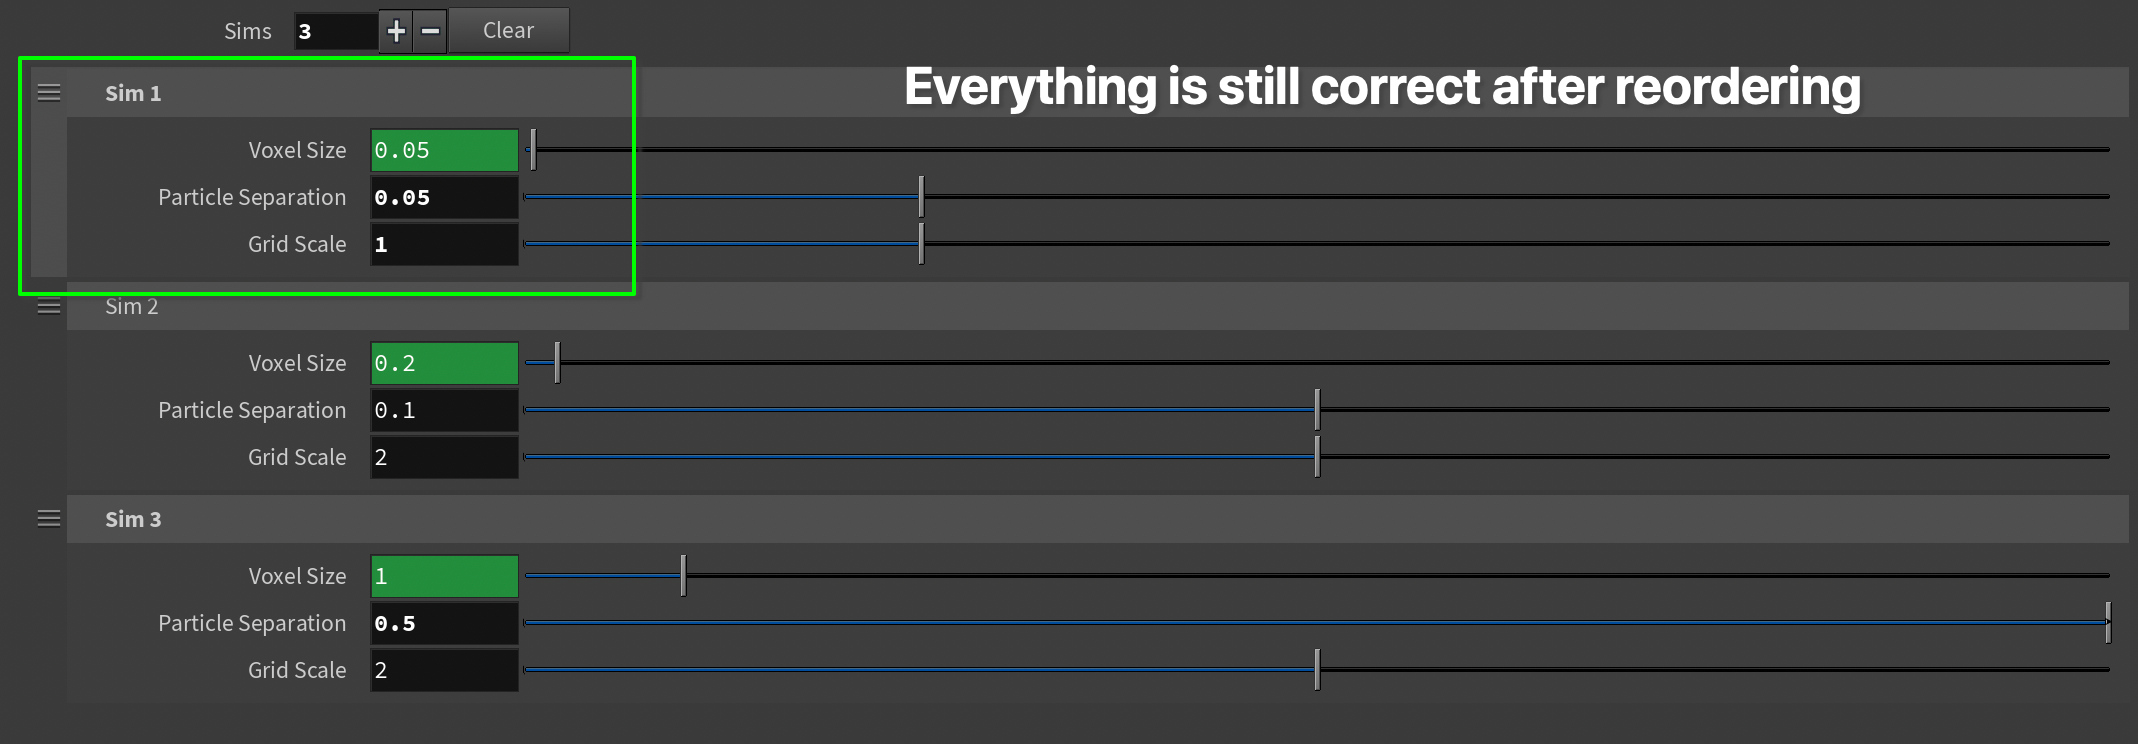 Sims 3 + − Clear
Sim 1
Everything is still correct after reordering
Voxel Size 0.05
Particle Separation 0.05
Grid Scale 1
Sim 2
Voxel Size 0.2
Particle Separation 0.1
Grid Scale 2
Sim 3
Voxel Size 1
Particle Separation 0.5
Grid Scale 2